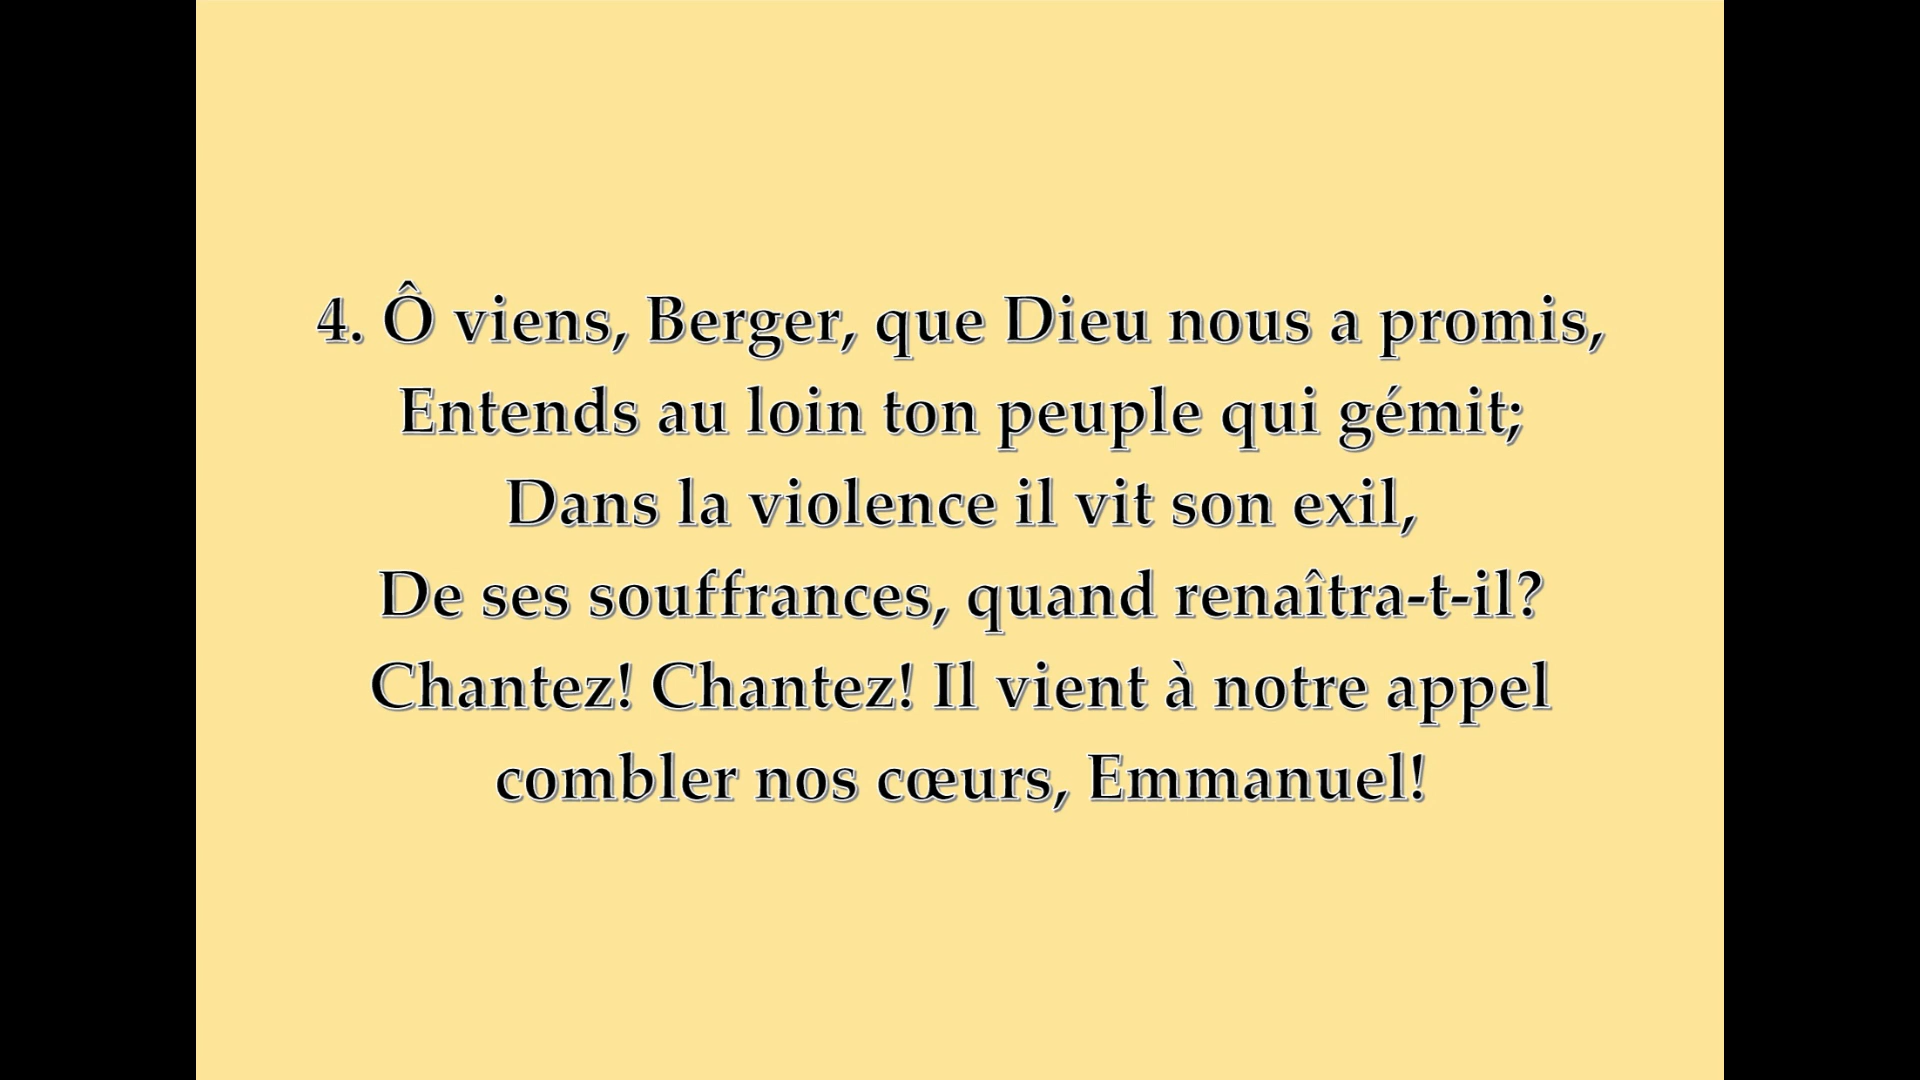 4. Ô viens, Berger, que Dieu nous a promis,
Entends au loin ton peuple qui gémit;
Dans la violence il vit son exil,
De ses souffrances, quand renaîtra-t-il?
Chantez! Chantez! Il vient à notre appel
combler nos cœurs, Emmanuel!